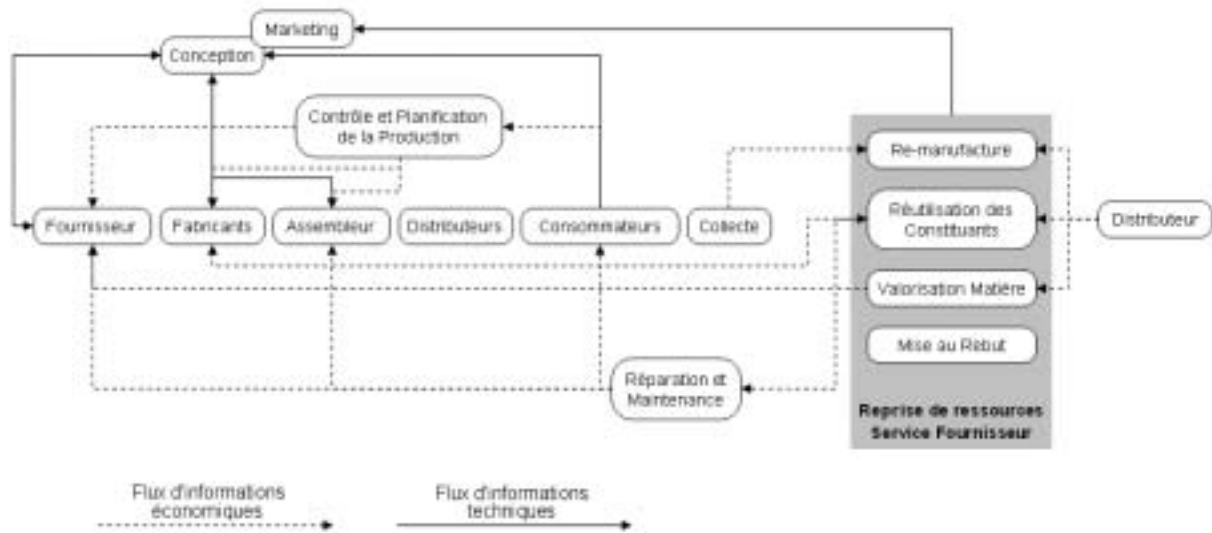 Marketing
Conception
Contrôle et Planification
de la Production
Re-manufacture
Fournisseur
Fabricants
Assembleur
Distributeurs
Consommateurs
Collecte
Réutilisation des
Constituants
Distributeur
Valorisation Matière
Mise au Rebut
Réparation et
Maintenance
Reprise de ressources
Service Fournisseur
Flux d'informations
économiques
Flux d'informations
techniques